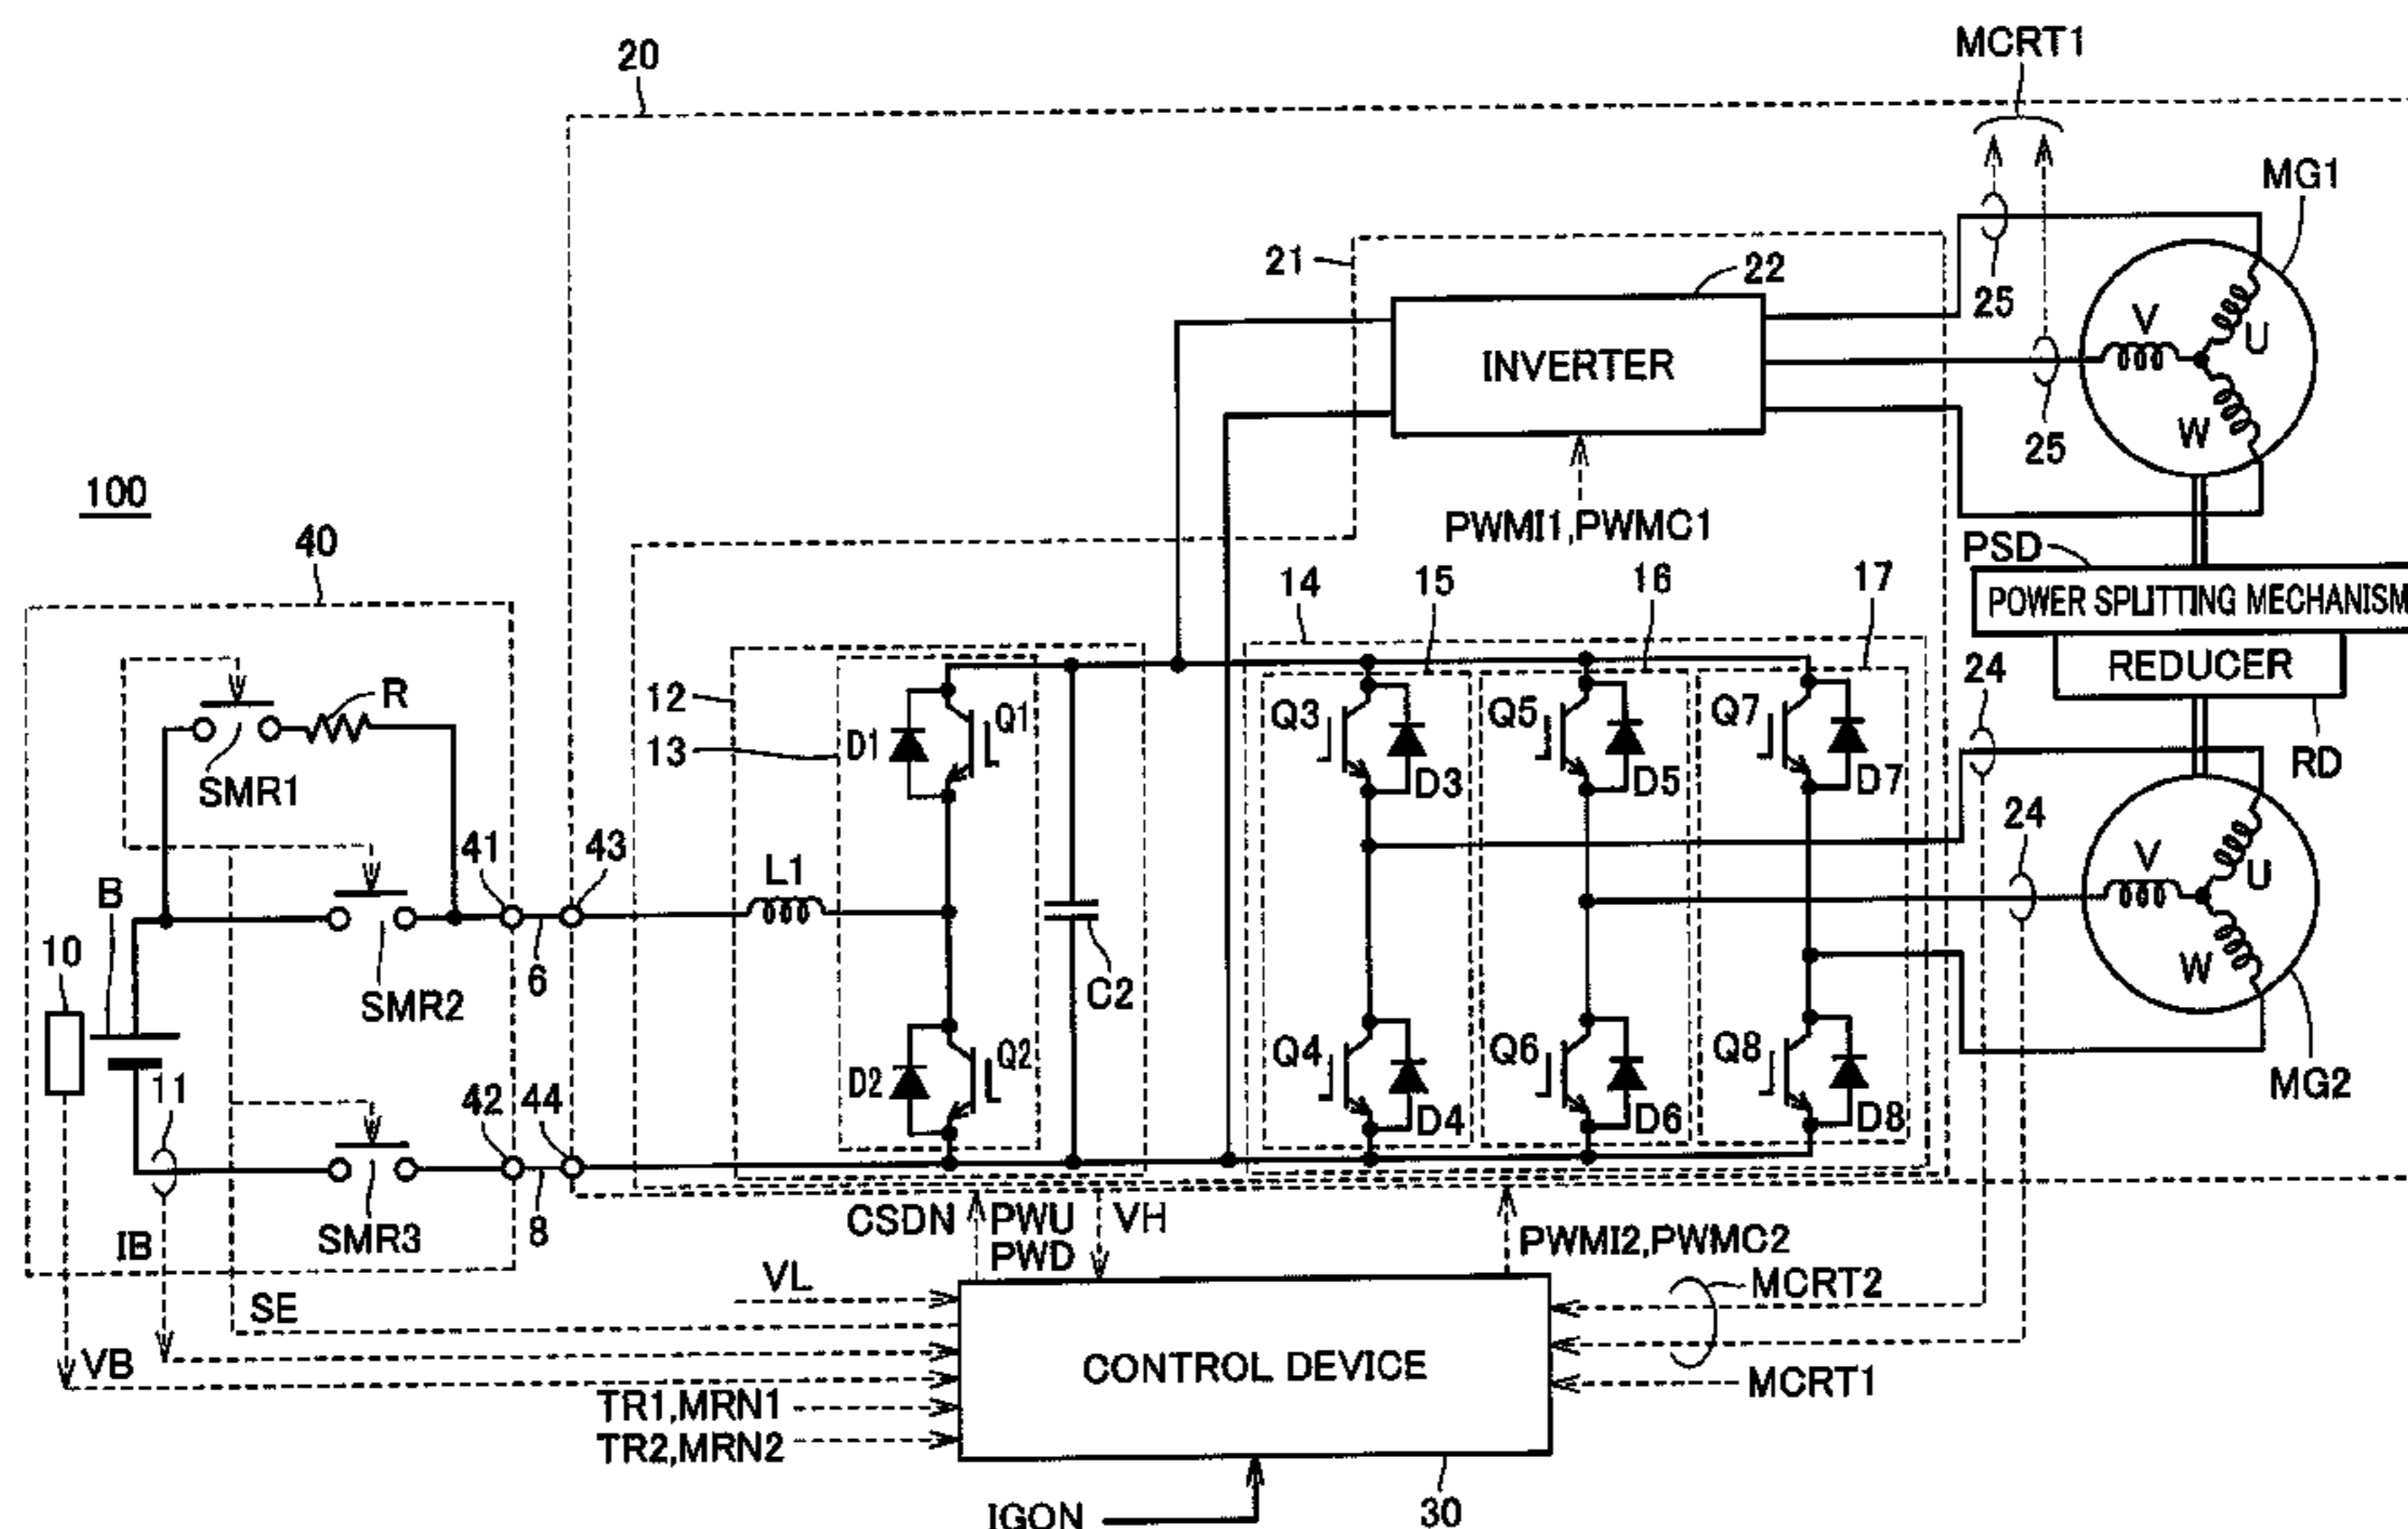 20
MCRT1
MG1
21
22
25
V
U
INVERTER
W
25
100
40
PWMI1,PWMC1
PSD
14
15
16
17
POWER SPLITTING MECHANISM
REDUCER
24
R
12
Q1
Q3
Q5
Q7
13
D1
SMR1
D3
D5
D7
RD
24
41
43
L1
V
U
B
10
6
C2
W
SMR2
Q2
Q4
Q6
Q8
11
D2
MG2
42
44
D4
D6
D8
IB
SMR3
8
CSDN
PWU
PWD
VH
PWMI2,PWMC2
VL
MCRT2
SE
VB
CONTROL DEVICE
MCRT1
TR1,MRN1
TR2,MRN2
IGON
30